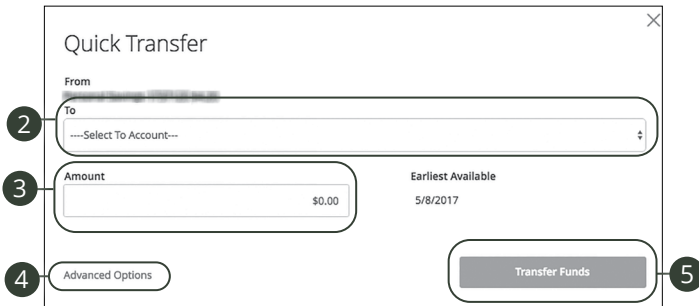 Quick Transfer
From
To
2
----Select To Account---
Amount
Earliest Available
3
$0.00
5/8/2017
4
Advanced Options
Transfer Funds
5